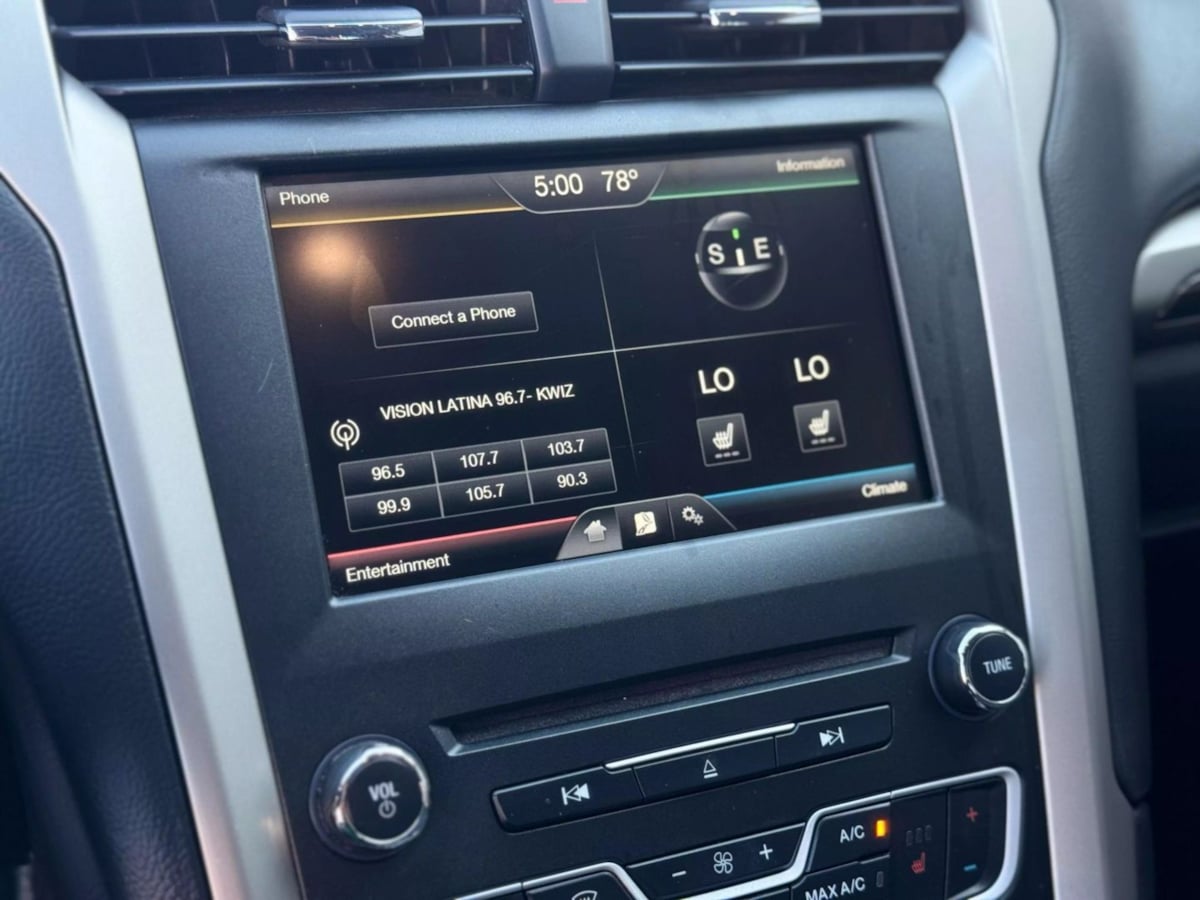 Phone
5:00 78°
Information
S E
Connect a Phone
LO LO
VISION LATINA 96.7- KWIZ
96.5 107.7 103.7
99.9 105.7 90.3
Climate
Entertainment
TUNE
VOL
A/C
MAX A/C